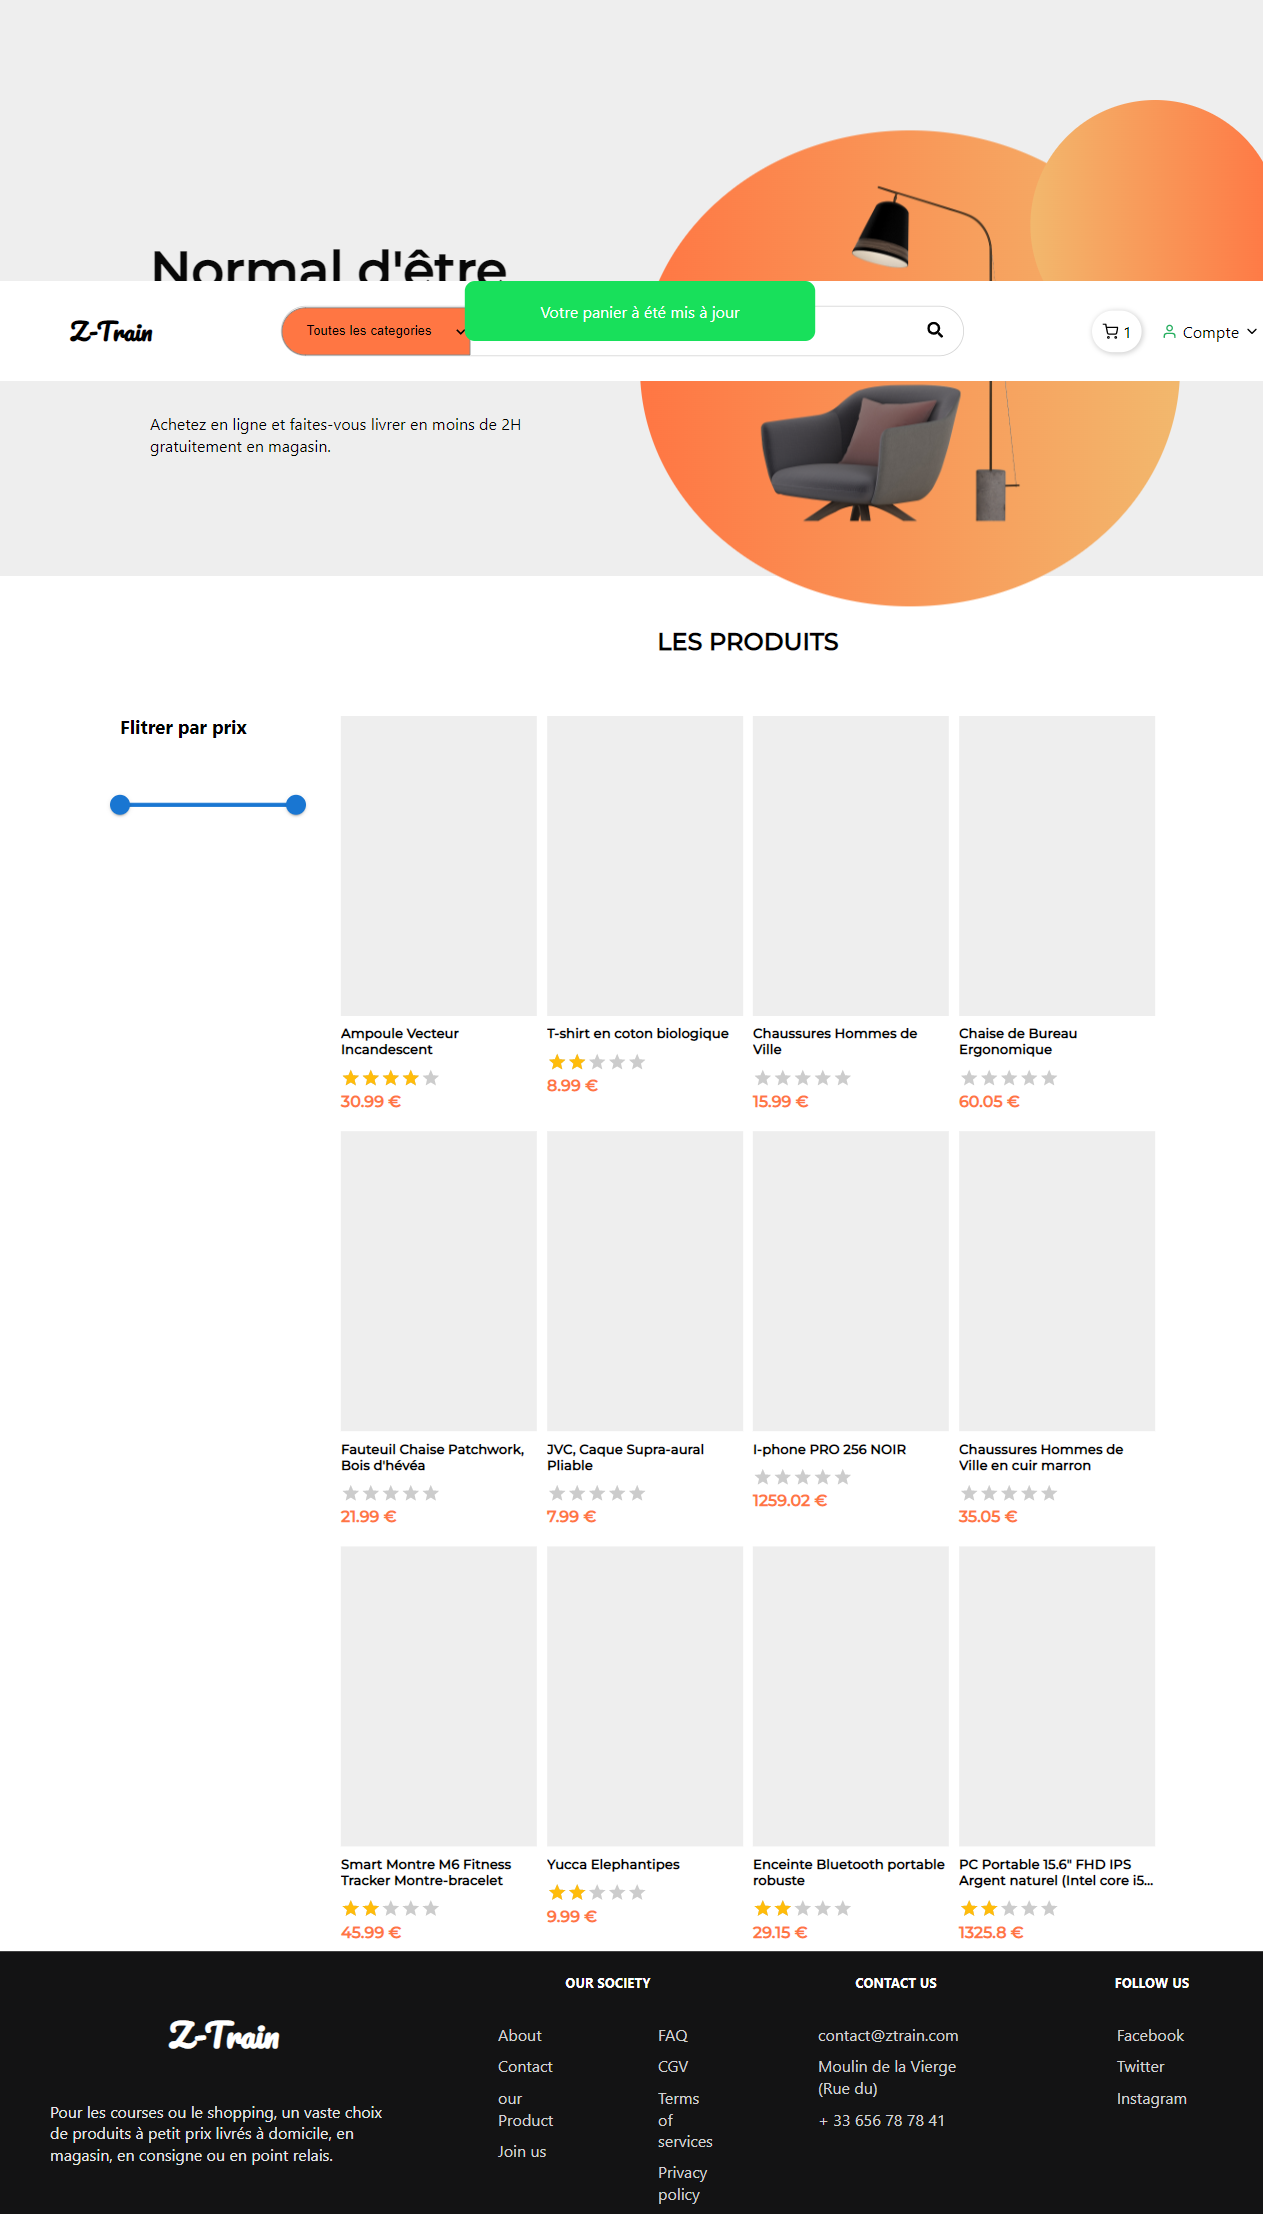 Normal d'être
Z-Train
Toutes les categories
Votre panier à été mis à jour
1
Compte
Achetez en ligne et faites-vous livrer en moins de 2H
gratuitement en magasin.
LES PRODUITS
Flitrer par prix
Ampoule Vecteur
Incandescent
30.99 €
T-shirt en coton biologique
8.99 €
Chaussures Hommes de
Ville
15.99 €
Chaise de Bureau
Ergonomique
60.05 €
Fauteuil Chaise Patchwork,
Bois d'hévéa
21.99 €
JVC, Caque Supra-aural
Pliable
7.99 €
I-phone PRO 256 NOIR
1259.02 €
Chaussures Hommes de
Ville en cuir marron
35.05 €
Smart Montre M6 Fitness
Tracker Montre-bracelet
45.99 €
Yucca Elephantipes
9.99 €
Enceinte Bluetooth portable
robuste
29.15 €
PC Portable 15.6" FHD IPS
Argent naturel (Intel core i5...
1325.8 €
Z-Train
Pour les courses ou le shopping, un vaste choix
de produits à petit prix livrés à domicile, en
magasin, en consigne ou en point relais.
OUR SOCIETY
About
Contact
our
Product
Join us
FAQ
CGV
Terms
of
services
Privacy
policy
CONTACT US
contact@ztrain.com
Moulin de la Vierge
(Rue du)
+ 33 656 78 78 41
FOLLOW US
Facebook
Twitter
Instagram